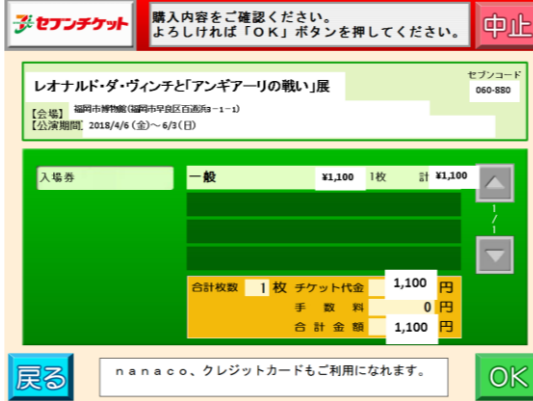 セブンチケット
購入内容をご確認ください。
よろしければ「OK」ボタンを押してください。
中止
レオナルド・ダ・ヴィンチと「アンギアーリの戦い」展
セブンコード
060-880
【会場】 福岡市博物館(福岡市早良区百道浜3-1-1)
【公演期間】 2018/4/6 (金)～6/3(日)
入場券
一般 ¥1,100 1枚 計 ¥1,100
1/1
合計枚数 1 枚 チケット代金 1,100 円
手数料 0 円
合計金額 1,100 円
戻る
nanaco、クレジットカードもご利用になれます。
OK